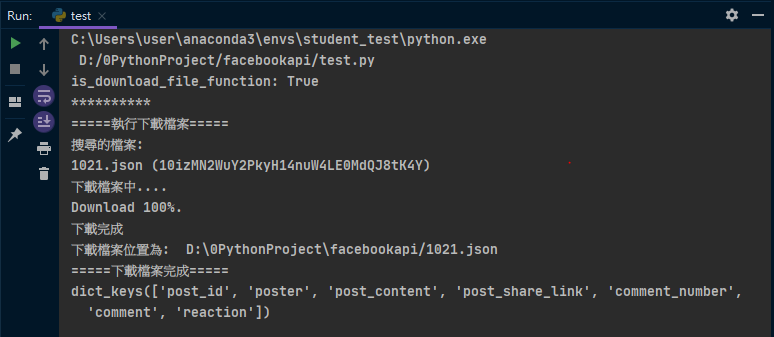 Run:
test
C:\Users\user\anaconda3\envs\student_test\python.exe
D:/0PythonProject/facebookapi/test.py
is_download_file_function: True
**********
=====執行下載檔案=====
搜尋的檔案:
1021.json (10izMN2WuY2PkyH14nuW4LE0MdQJ8tK4Y)
下載檔案中....
Download 100%.
下載完成
下載檔案位置為:  D:\0PythonProject\facebookapi/1021.json
=====下載檔案完成=====
dict_keys(['post_id', 'poster', 'post_content', 'post_share_link', 'comment_number',
'comment', 'reaction'])